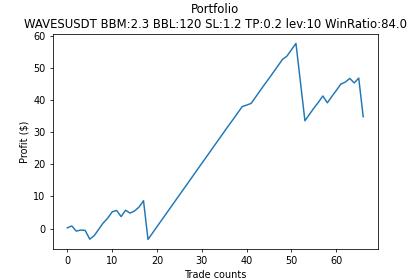 Portfolio
WAVESUSDT BBM:2.3 BBL:120 SL:1.2 TP:0.2 lev:10 WinRatio:84.0
60
50
40
30
20
10
0
Profit ($)
0 10 20 30 40 50 60
Trade counts